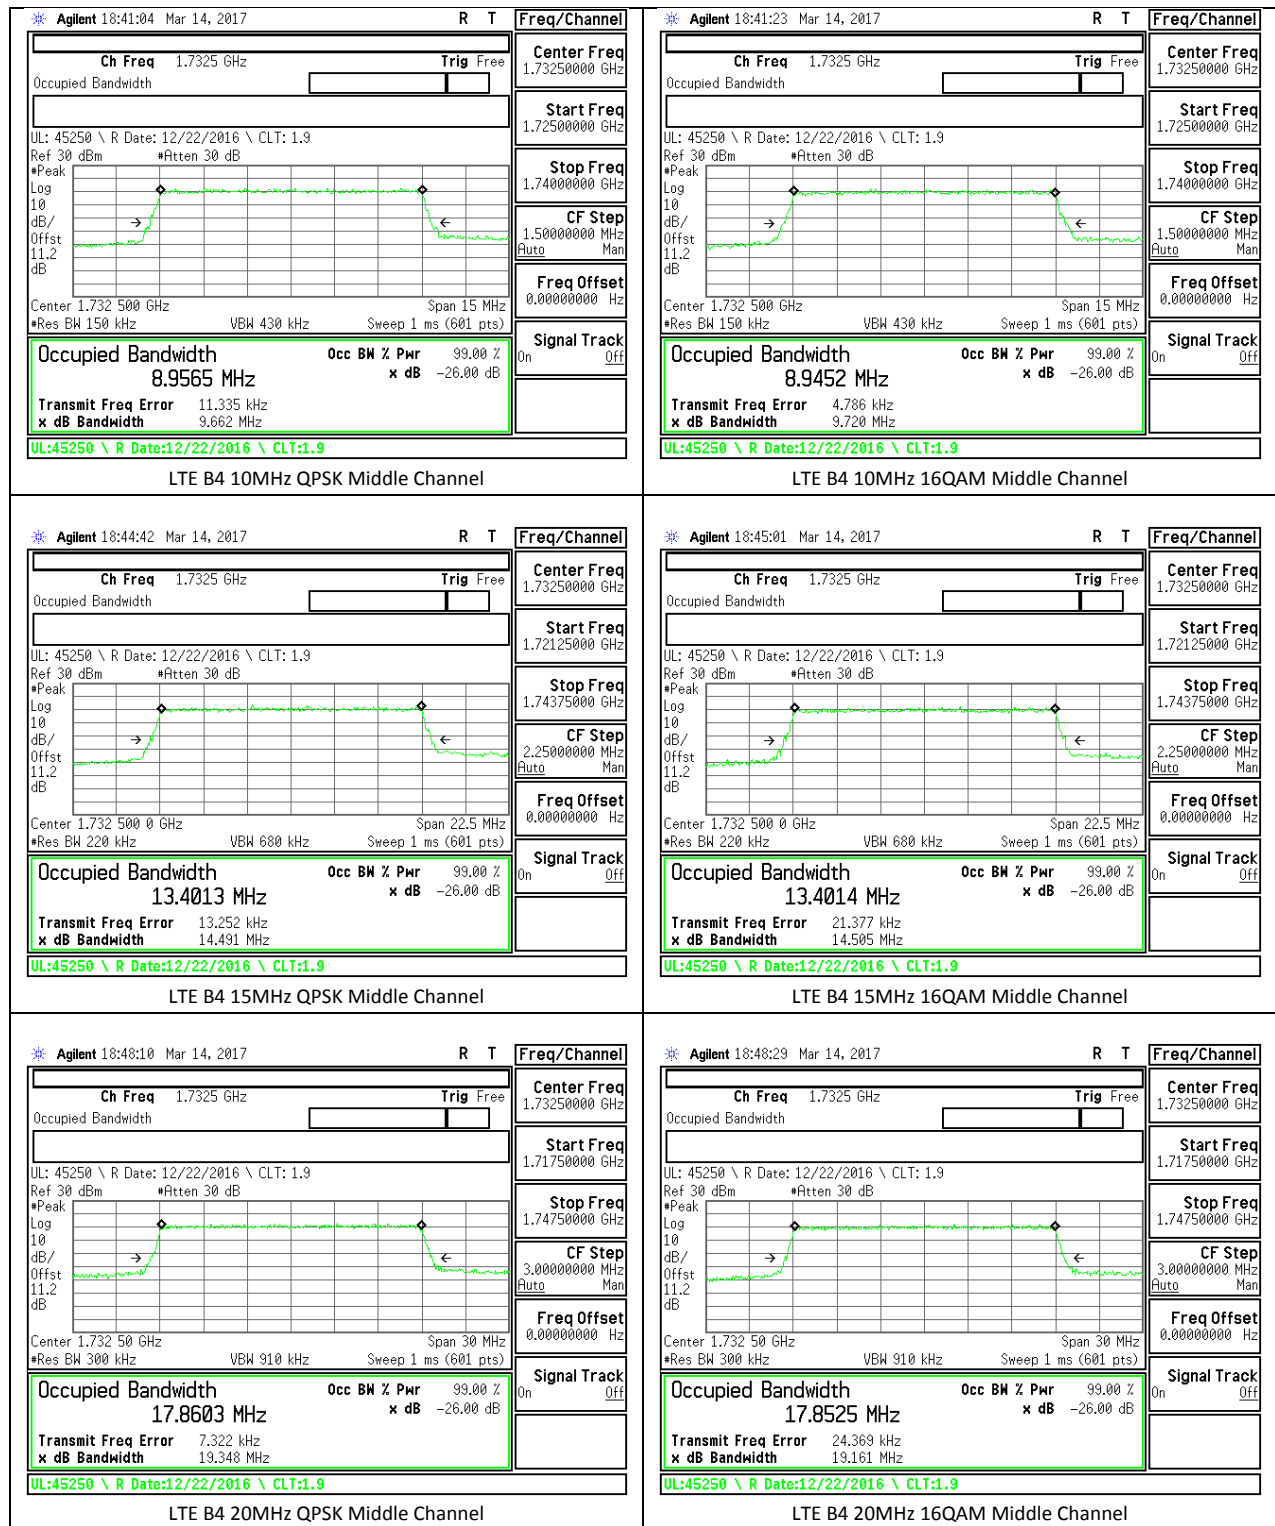 Agilent 18:41:04 Mar 14, 2017 R T Freq/Channel
Ch Freq 1.7325 GHz Trig Free
Occupied Bandwidth
Center Freq
1.73250000 GHz
Start Freq
1.72500000 GHz
UL: 45250 \ R Date: 12/22/2016 \ CLT: 1.9
Ref 30 dBm #Atten 30 dB
#Peak
Log
10
dB/
Offst
11.2
dB
Stop Freq
1.74000000 GHz
CF Step
1.50000000 MHz
Auto Man
Freq Offset
0.00000000 Hz
Center 1.732 500 GHz Span 15 MHz
#Res BW 150 kHz VBW 430 kHz Sweep 1 ms (601 pts)
Signal Track
On Off
Occupied Bandwidth Occ BW % Pwr 99.00 %
8.9565 MHz x dB -26.00 dB
Transmit Freq Error 11.335 kHz
x dB Bandwidth 9.662 MHz
UL:45250 \ R Date:12/22/2016 \ CLT:1.9
LTE B4 10MHz QPSK Middle Channel
Agilent 18:41:23 Mar 14, 2017 R T Freq/Channel
Ch Freq 1.7325 GHz Trig Free
Occupied Bandwidth
Center Freq
1.73250000 GHz
Start Freq
1.72500000 GHz
UL: 45250 \ R Date: 12/22/2016 \ CLT: 1.9
Ref 30 dBm #Atten 30 dB
#Peak
Log
10
dB/
Offst
11.2
dB
Stop Freq
1.74000000 GHz
CF Step
1.50000000 MHz
Auto Man
Freq Offset
0.00000000 Hz
Center 1.732 500 GHz Span 15 MHz
#Res BW 150 kHz VBW 430 kHz Sweep 1 ms (601 pts)
Signal Track
On Off
Occupied Bandwidth Occ BW % Pwr 99.00 %
8.9452 MHz x dB -26.00 dB
Transmit Freq Error 4.786 kHz
x dB Bandwidth 9.720 MHz
UL:45250 \ R Date:12/22/2016 \ CLT:1.9
LTE B4 10MHz 16QAM Middle Channel
Agilent 18:44:42 Mar 14, 2017 R T Freq/Channel
Ch Freq 1.7325 GHz Trig Free
Occupied Bandwidth
Center Freq
1.73250000 GHz
Start Freq
1.72125000 GHz
UL: 45250 \ R Date: 12/22/2016 \ CLT: 1.9
Ref 30 dBm #Atten 30 dB
#Peak
Log
10
dB/
Offst
11.2
dB
Stop Freq
1.74375000 GHz
CF Step
2.25000000 MHz
Auto Man
Freq Offset
0.00000000 Hz
Center 1.732 500 0 GHz Span 22.5 MHz
#Res BW 220 kHz VBW 680 kHz Sweep 1 ms (601 pts)
Signal Track
On Off
Occupied Bandwidth Occ BW % Pwr 99.00 %
13.4013 MHz x dB -26.00 dB
Transmit Freq Error 13.252 kHz
x dB Bandwidth 14.491 MHz
UL:45250 \ R Date:12/22/2016 \ CLT:1.9
LTE B4 15MHz QPSK Middle Channel
Agilent 18:45:01 Mar 14, 2017 R T Freq/Channel
Ch Freq 1.7325 GHz Trig Free
Occupied Bandwidth
Center Freq
1.73250000 GHz
Start Freq
1.72125000 GHz
UL: 45250 \ R Date: 12/22/2016 \ CLT: 1.9
Ref 30 dBm #Atten 30 dB
#Peak
Log
10
dB/
Offst
11.2
dB
Stop Freq
1.74375000 GHz
CF Step
2.25000000 MHz
Auto Man
Freq Offset
0.00000000 Hz
Center 1.732 500 0 GHz Span 22.5 MHz
#Res BW 220 kHz VBW 680 kHz Sweep 1 ms (601 pts)
Signal Track
On Off
Occupied Bandwidth Occ BW % Pwr 99.00 %
13.4014 MHz x dB -26.00 dB
Transmit Freq Error 21.377 kHz
x dB Bandwidth 14.505 MHz
UL:45250 \ R Date:12/22/2016 \ CLT:1.9
LTE B4 15MHz 16QAM Middle Channel
Agilent 18:48:10 Mar 14, 2017 R T Freq/Channel
Ch Freq 1.7325 GHz Trig Free
Occupied Bandwidth
Center Freq
1.73250000 GHz
Start Freq
1.71750000 GHz
UL: 45250 \ R Date: 12/22/2016 \ CLT: 1.9
Ref 30 dBm #Atten 30 dB
#Peak
Log
10
dB/
Offst
11.2
dB
Stop Freq
1.74750000 GHz
CF Step
3.00000000 MHz
Auto Man
Freq Offset
0.00000000 Hz
Center 1.732 50 GHz Span 30 MHz
#Res BW 300 kHz VBW 910 kHz Sweep 1 ms (601 pts)
Signal Track
On Off
Occupied Bandwidth Occ BW % Pwr 99.00 %
17.8603 MHz x dB -26.00 dB
Transmit Freq Error 7.322 kHz
x dB Bandwidth 19.348 MHz
UL:45250 \ R Date:12/22/2016 \ CLT:1.9
LTE B4 20MHz QPSK Middle Channel
Agilent 18:48:29 Mar 14, 2017 R T Freq/Channel
Ch Freq 1.7325 GHz Trig Free
Occupied Bandwidth
Center Freq
1.73250000 GHz
Start Freq
1.71750000 GHz
UL: 45250 \ R Date: 12/22/2016 \ CLT: 1.9
Ref 30 dBm #Atten 30 dB
#Peak
Log
10
dB/
Offst
11.2
dB
Stop Freq
1.74750000 GHz
CF Step
3.00000000 MHz
Auto Man
Freq Offset
0.00000000 Hz
Center 1.732 50 GHz Span 30 MHz
#Res BW 300 kHz VBW 910 kHz Sweep 1 ms (601 pts)
Signal Track
On Off
Occupied Bandwidth Occ BW % Pwr 99.00 %
17.8525 MHz x dB -26.00 dB
Transmit Freq Error 24.369 kHz
x dB Bandwidth 19.161 MHz
UL:45250 \ R Date:12/22/2016 \ CLT:1.9
LTE B4 20MHz 16QAM Middle Channel